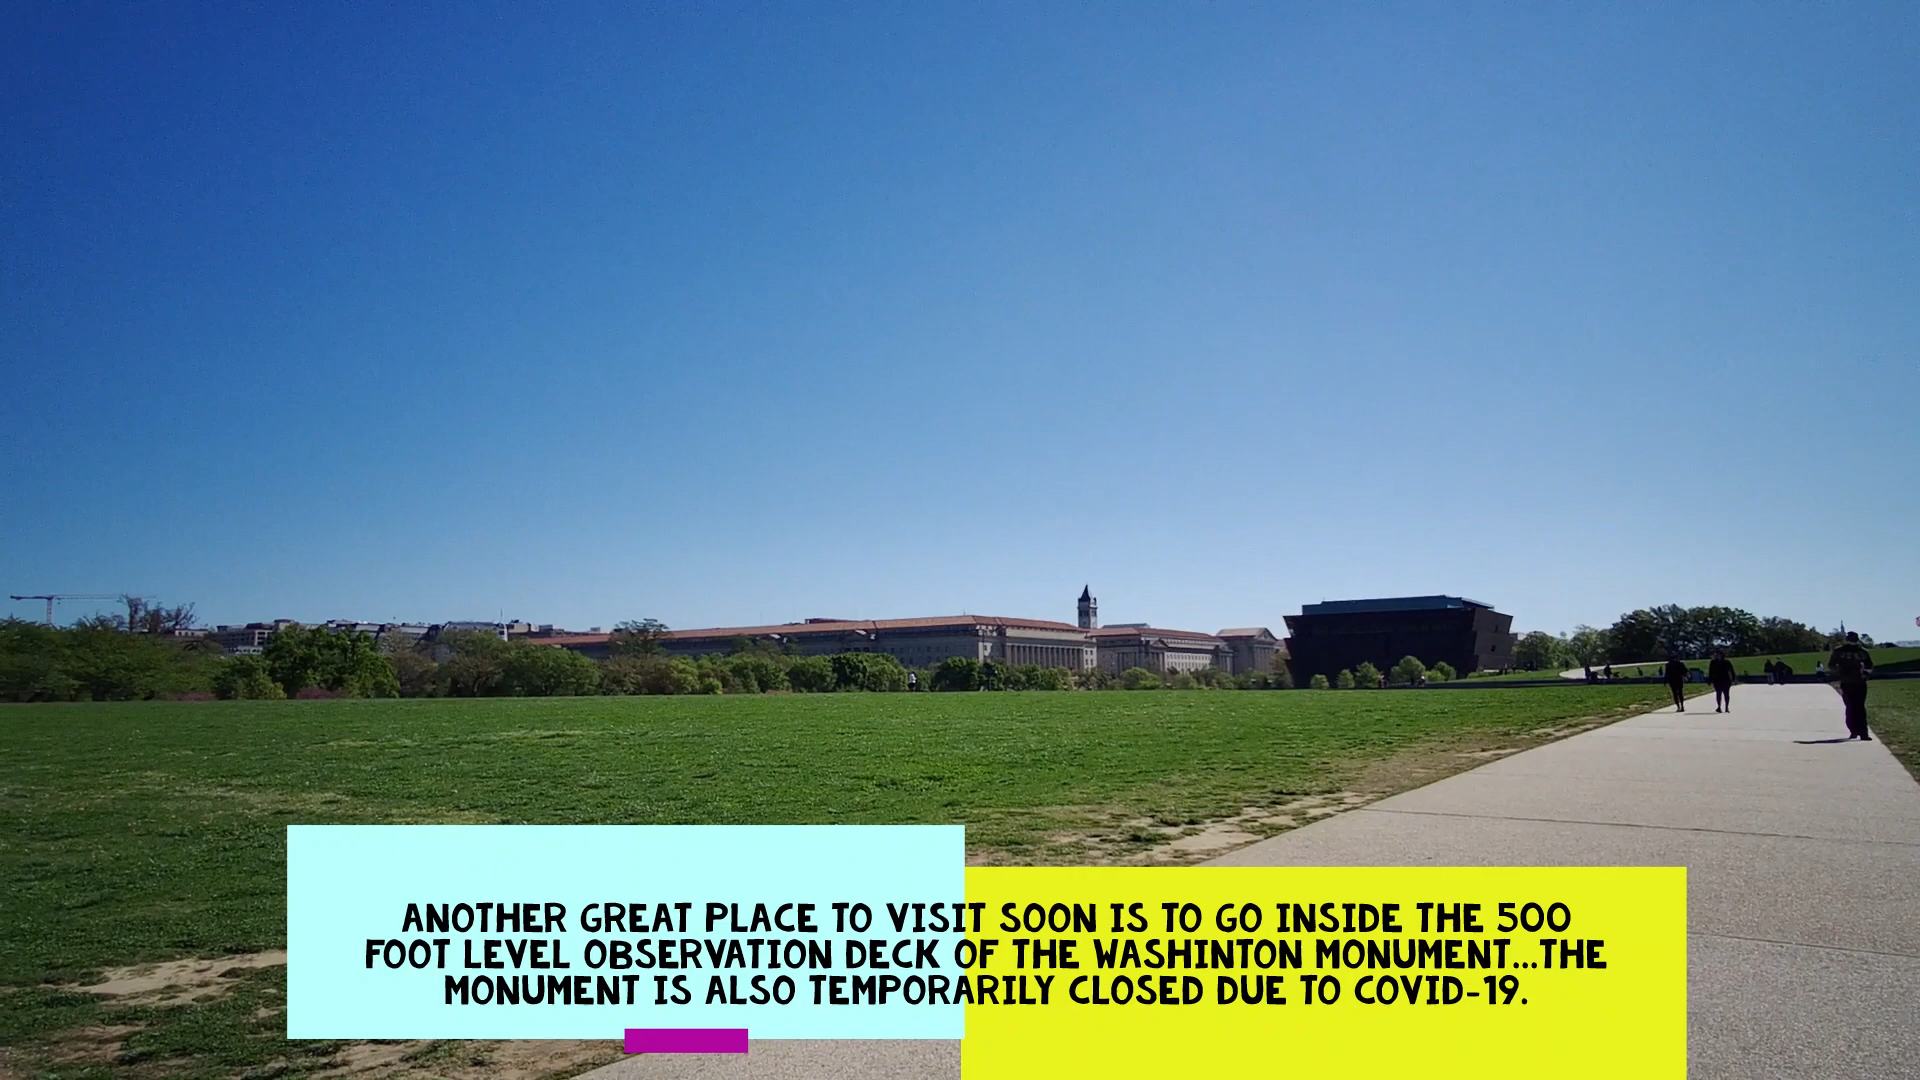 ANOTHER GREAT PLACE TO VISIT SOON IS TO GO INSIDE THE 500
FOOT LEVEL OBSERVATION DECK OF THE WASHINTON MONUMENT...THE
MONUMENT IS ALSO TEMPORARILY CLOSED DUE TO COVID-19.